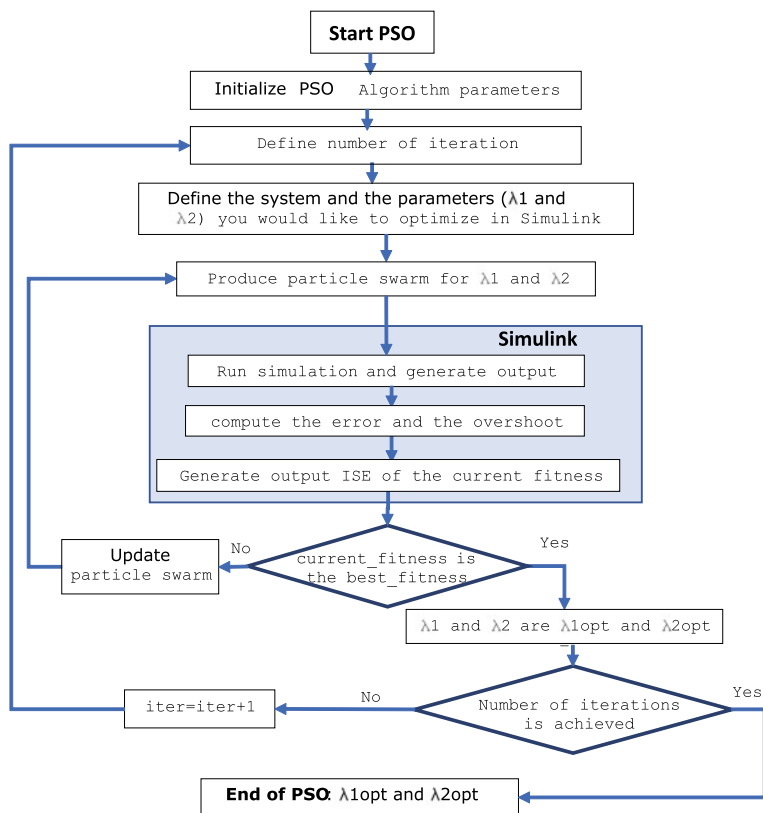 Start PSO
Initialize PSO Algorithm parameters
Define number of iteration
Define the system and the parameters (λ1 and
λ2) you would like to optimize in Simulink
Produce particle swarm for λ1 and λ2
Simulink
Run simulation and generate output
compute the error and the overshoot
Generate output ISE of the current fitness
current_fitness is
the best_fitness
No
Yes
Update
particle swarm
λ1 and λ2 are λ1opt and λ2opt
Number of iterations
is achieved
No
Yes
iter=iter+1
End of PSO: λ1opt and λ2opt